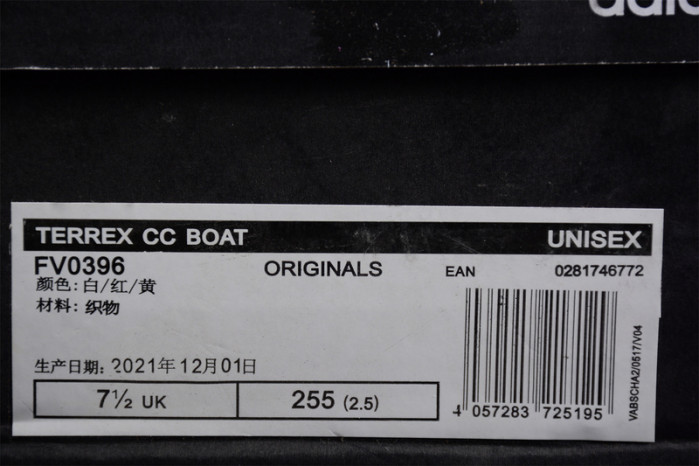 adidas
TERREX CC BOAT UNISEX
FV0396 ORIGINALS EAN 0281746772
颜色:白/红/黄
材料: 织物
生产日期: 2021年12月01日
7½ UK 255 (2.5)
4 057283 725195
VABSCHA2/0517/V04